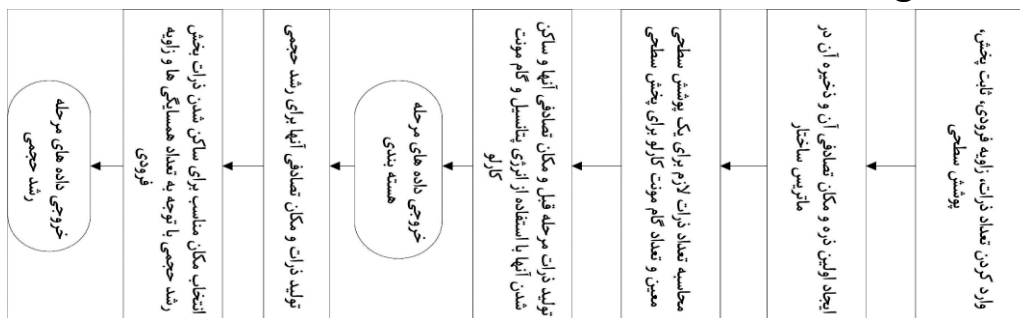 وارد کردن تعداد ذرات، زاویه فرودی، ثابت پخش،
پوشش سطحی
ایجاد اولین ذره و مکان تصادفی آن و ذخیره آن در
ماتریس ساختار
محاسبه تعداد ذرات لازم برای یک پوشش سطحی
معین و تعداد گام مونت کارلو برای پخش سطحی
تولید ذرات مرحله قبل و مکان تصادفی آنها و ساکن
شدن آنها با استفاده از انرژی پتانسیل و گام مونت
کارلو
خروجی داده های مرحله
هسته بندی
تولید ذرات و مکان تصادفی آنها برای رشد حجمی
انتخاب مکان مناسب برای ساکن شدن ذرات بخش
رشد حجمی با توجه به تعداد همسایگی ها و زاویه
فرودی
خروجی داده های مرحله
رشد حجمی